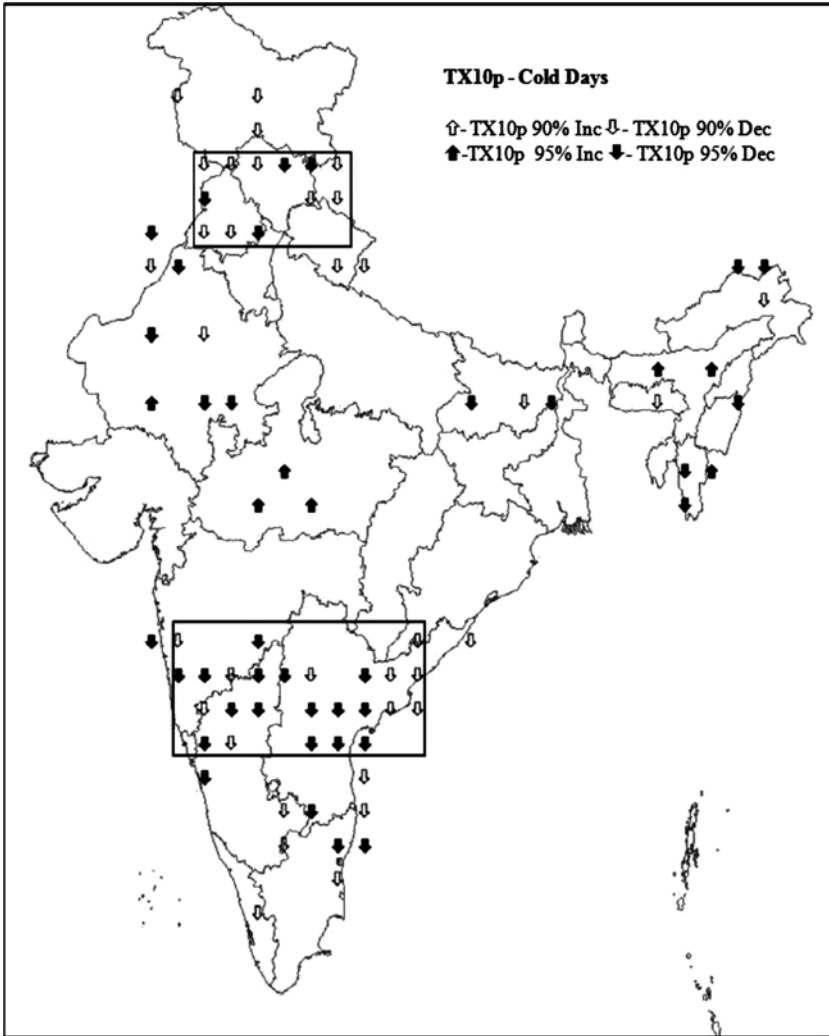 TX10p - Cold Days
⇧- TX10p 90% Inc ⇩- TX10p 90% Dec
⬆-TX10p 95% Inc ⬇- TX10p 95% Dec